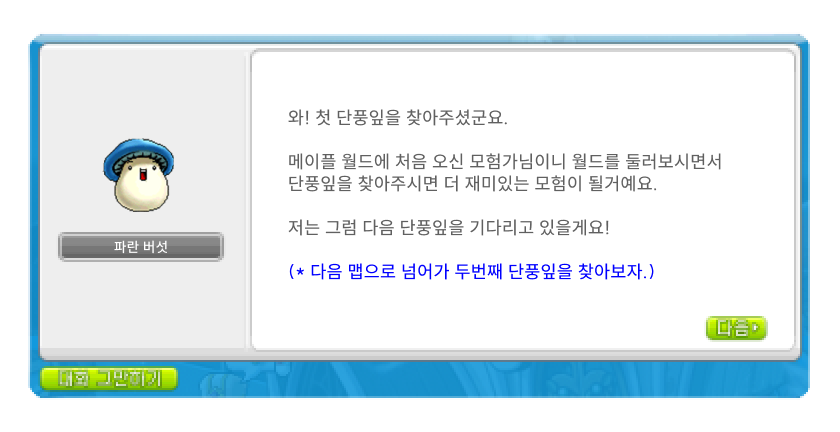 와! 첫 단풍잎을 찾아주셨군요.
메이플 월드에 처음 오신 모험가님이니 월드를 둘러보시면서
단풍잎을 찾아주시면 더 재미있는 모험이 될거예요.
저는 그럼 다음 단풍잎을 기다리고 있을게요!
(* 다음 맵으로 넘어가 두번째 단풍잎을 찾아보자.)
파란 버섯
다음
대화 그만하기